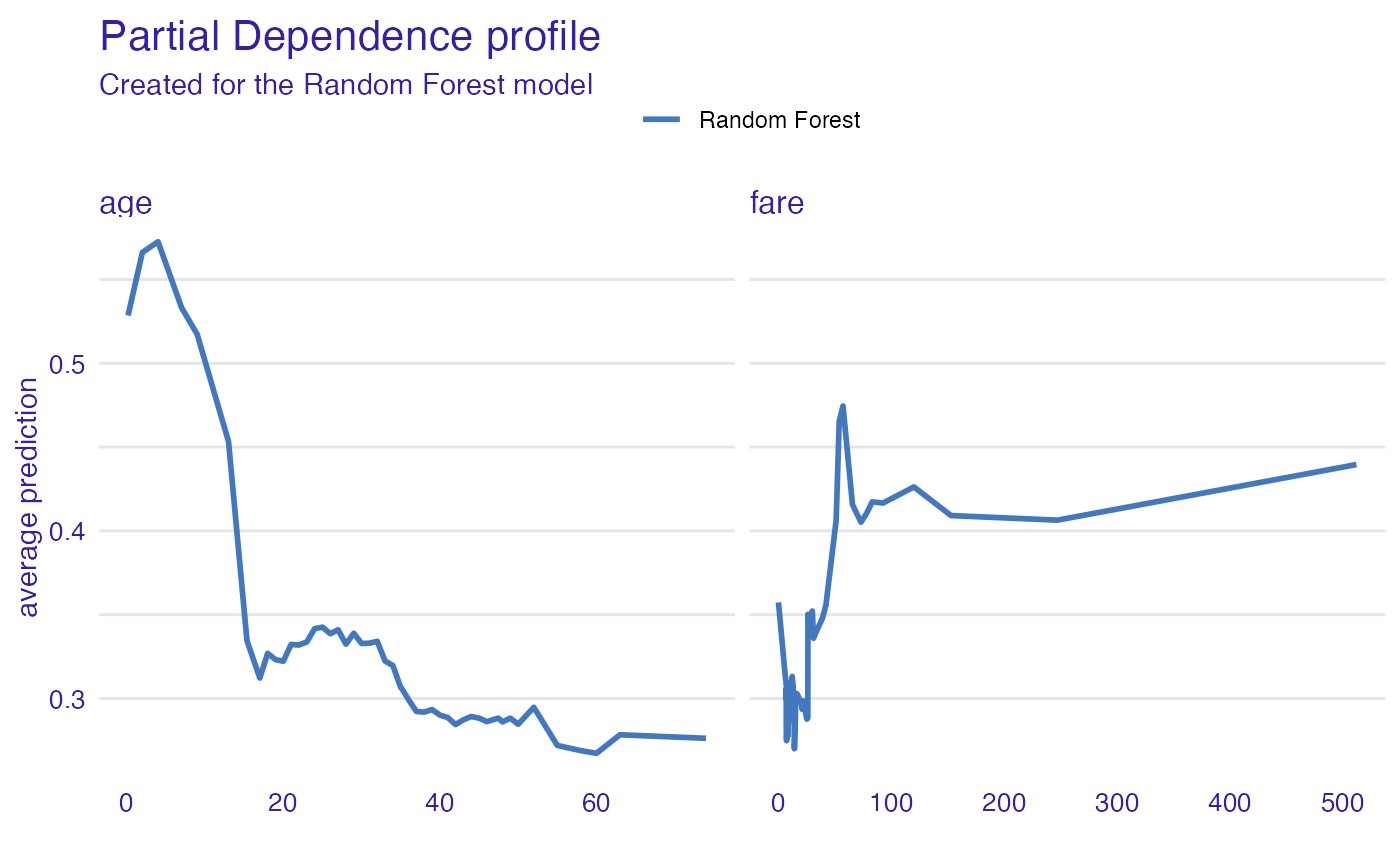 Partial Dependence profile
Created for the Random Forest model
Random Forest
age
fare
average prediction
0.5
0.4
0.3
0 20 40 60
0 100 200 300 400 500